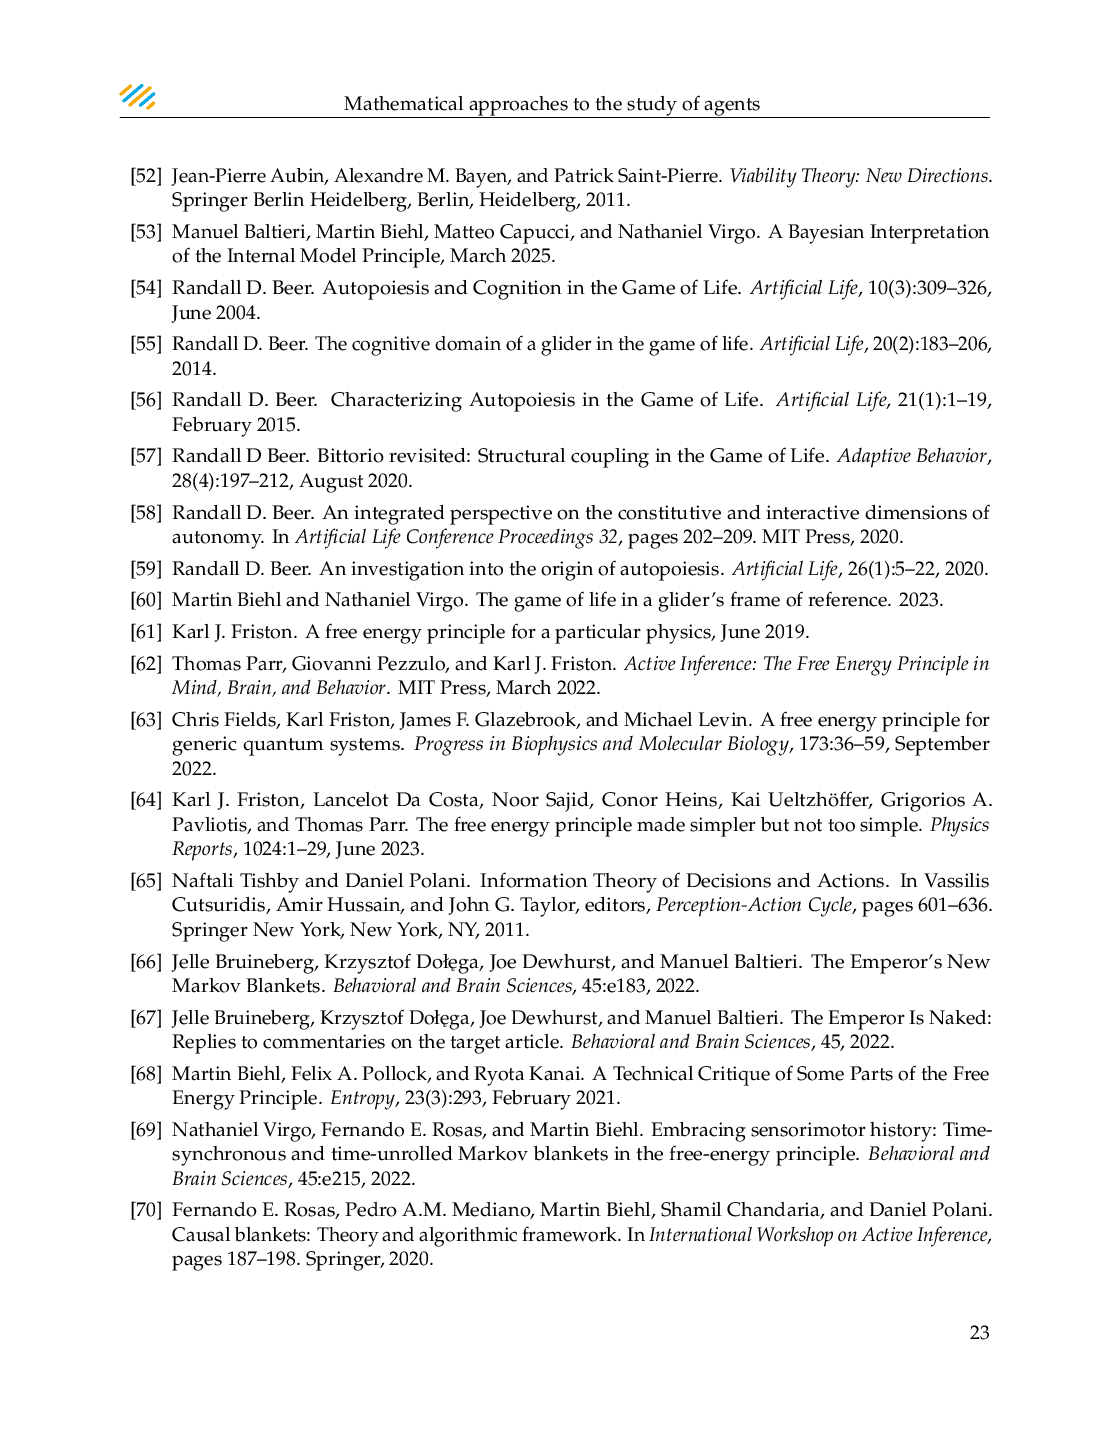 Mathematical approaches to the study of agents
[52] Jean-Pierre Aubin, Alexandre M. Bayen, and Patrick Saint-Pierre. Viability Theory: New Directions.
Springer Berlin Heidelberg, Berlin, Heidelberg, 2011.
[53] Manuel Baltieri, Martin Biehl, Matteo Capucci, and Nathaniel Virgo. A Bayesian Interpretation
of the Internal Model Principle, March 2025.
[54] Randall D. Beer. Autopoiesis and Cognition in the Game of Life. Artificial Life, 10(3):309–326,
June 2004.
[55] Randall D. Beer. The cognitive domain of a glider in the game of life. Artificial Life, 20(2):183–206,
2014.
[56] Randall D. Beer. Characterizing Autopoiesis in the Game of Life. Artificial Life, 21(1):1–19,
February 2015.
[57] Randall D Beer. Bittorio revisited: Structural coupling in the Game of Life. Adaptive Behavior,
28(4):197–212, August 2020.
[58] Randall D. Beer. An integrated perspective on the constitutive and interactive dimensions of
autonomy. In Artificial Life Conference Proceedings 32, pages 202–209. MIT Press, 2020.
[59] Randall D. Beer. An investigation into the origin of autopoiesis. Artificial Life, 26(1):5–22, 2020.
[60] Martin Biehl and Nathaniel Virgo. The game of life in a glider's frame of reference. 2023.
[61] Karl J. Friston. A free energy principle for a particular physics, June 2019.
[62] Thomas Parr, Giovanni Pezzulo, and Karl J. Friston. Active Inference: The Free Energy Principle in
Mind, Brain, and Behavior. MIT Press, March 2022.
[63] Chris Fields, Karl Friston, James F. Glazebrook, and Michael Levin. A free energy principle for
generic quantum systems. Progress in Biophysics and Molecular Biology, 173:36–59, September
2022.
[64] Karl J. Friston, Lancelot Da Costa, Noor Sajid, Conor Heins, Kai Ueltzhöffer, Grigorios A.
Pavliotis, and Thomas Parr. The free energy principle made simpler but not too simple. Physics
Reports, 1024:1–29, June 2023.
[65] Naftali Tishby and Daniel Polani. Information Theory of Decisions and Actions. In Vassilis
Cutsuridis, Amir Hussain, and John G. Taylor, editors, Perception-Action Cycle, pages 601–636.
Springer New York, New York, NY, 2011.
[66] Jelle Bruineberg, Krzysztof Dołęga, Joe Dewhurst, and Manuel Baltieri. The Emperor's New
Markov Blankets. Behavioral and Brain Sciences, 45:e183, 2022.
[67] Jelle Bruineberg, Krzysztof Dołęga, Joe Dewhurst, and Manuel Baltieri. The Emperor Is Naked:
Replies to commentaries on the target article. Behavioral and Brain Sciences, 45, 2022.
[68] Martin Biehl, Felix A. Pollock, and Ryota Kanai. A Technical Critique of Some Parts of the Free
Energy Principle. Entropy, 23(3):293, February 2021.
[69] Nathaniel Virgo, Fernando E. Rosas, and Martin Biehl. Embracing sensorimotor history: Time-
synchronous and time-unrolled Markov blankets in the free-energy principle. Behavioral and
Brain Sciences, 45:e215, 2022.
[70] Fernando E. Rosas, Pedro A.M. Mediano, Martin Biehl, Shamil Chandaria, and Daniel Polani.
Causal blankets: Theory and algorithmic framework. In International Workshop on Active Inference,
pages 187–198. Springer, 2020.
23